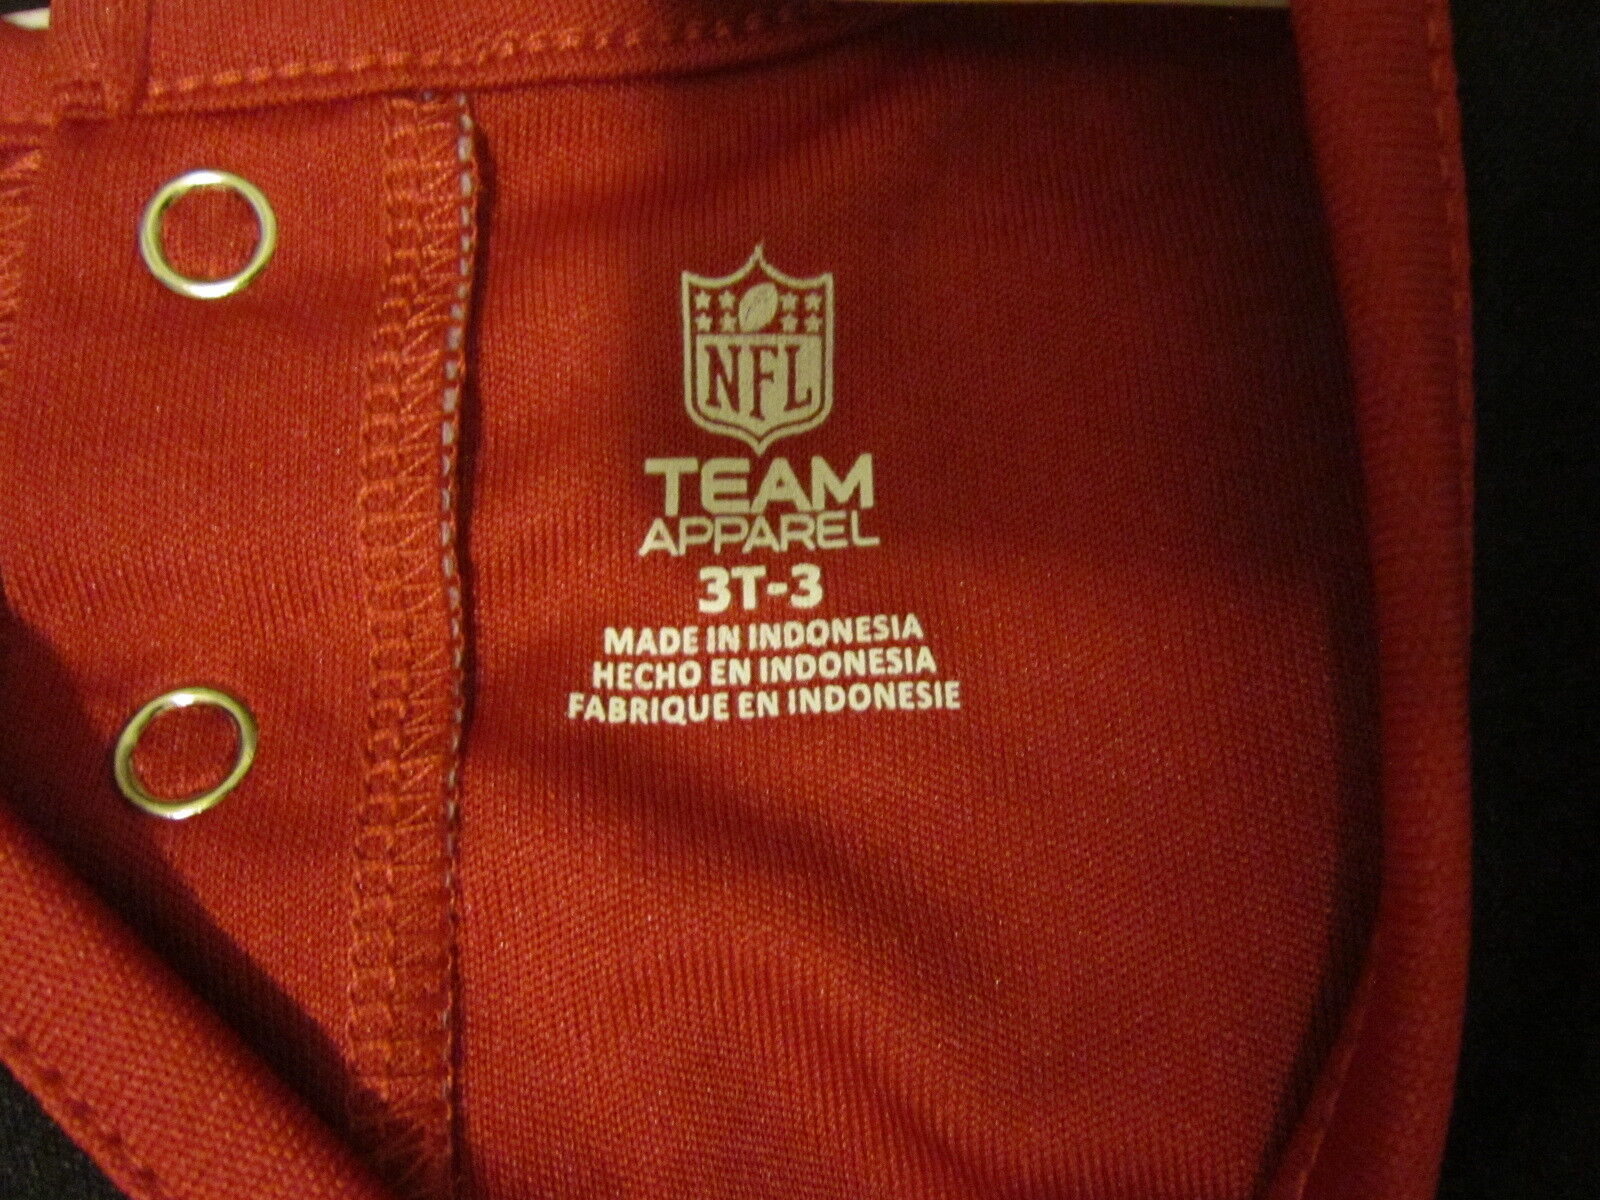 NFL
TEAM
APPAREL
3T-3
MADE IN INDONESIA
HECHO EN INDONESIA
FABRIQUE EN INDONESIE